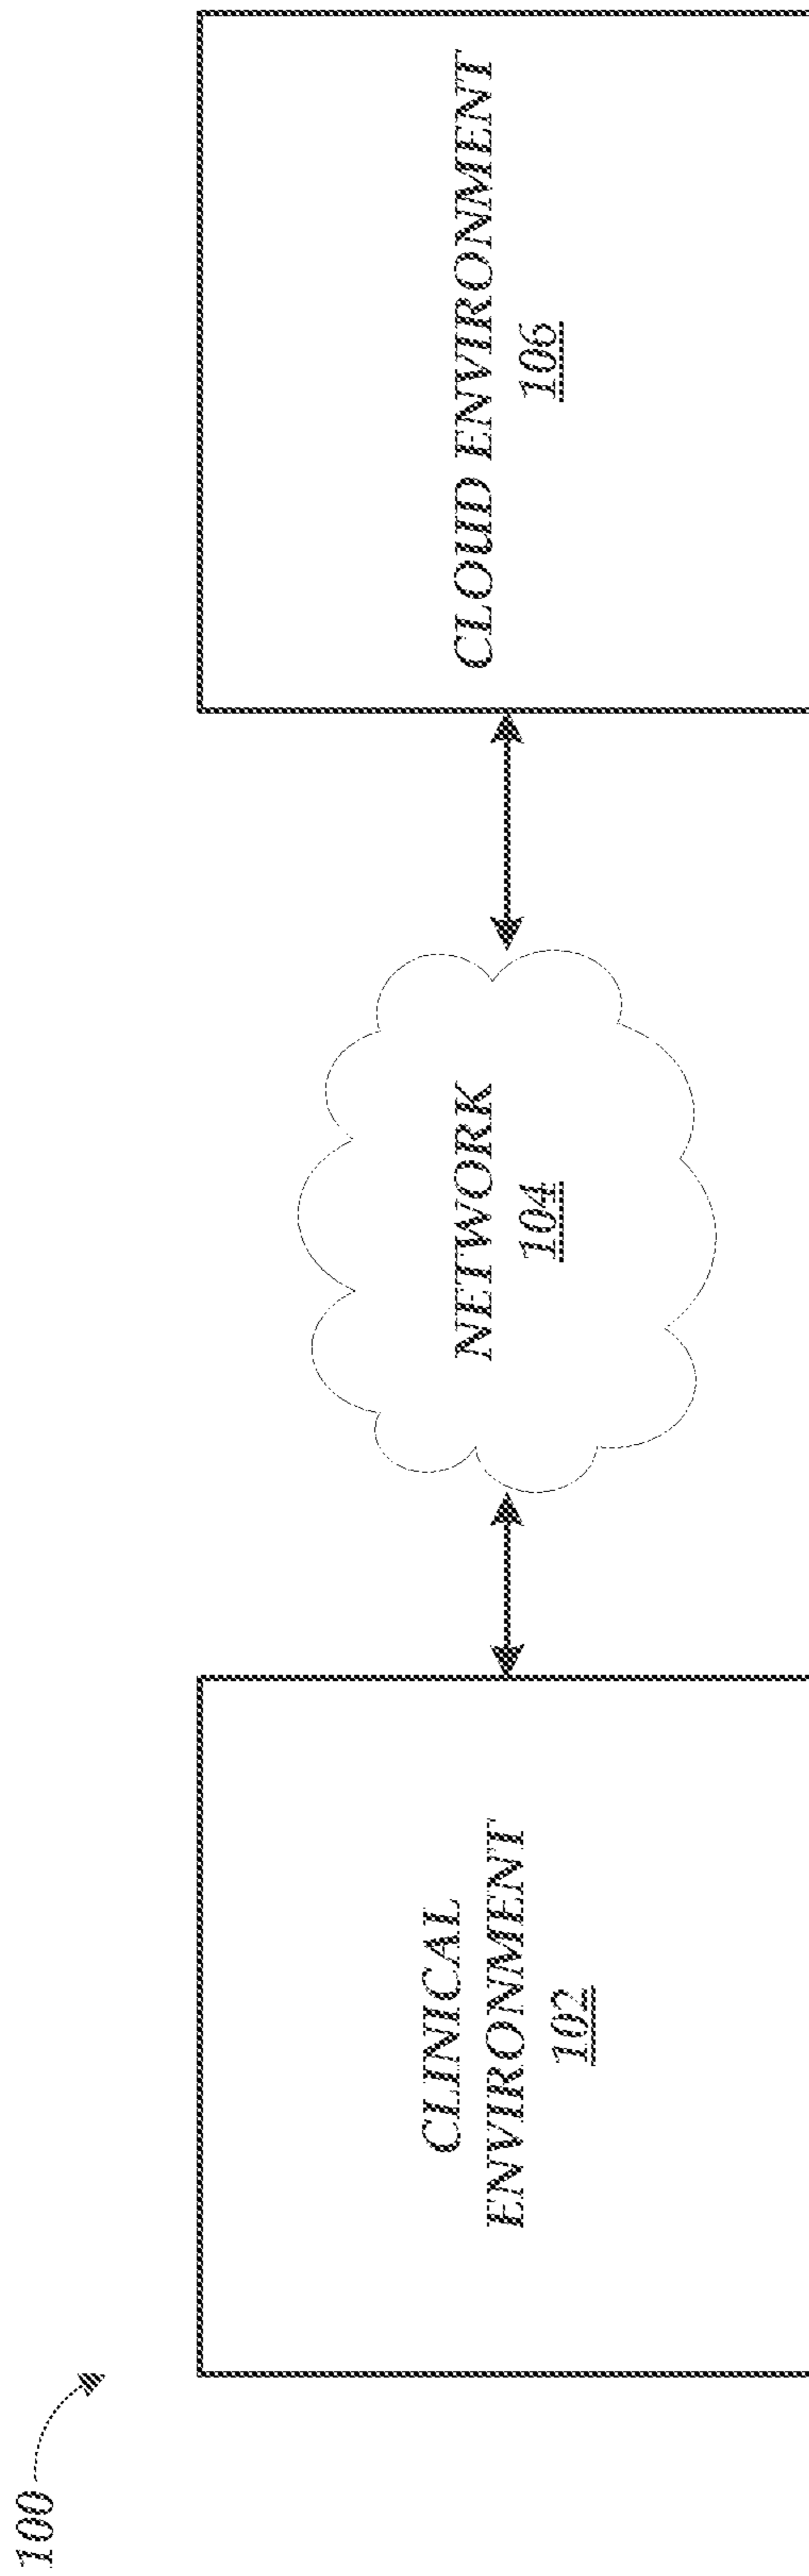 100
CLINICAL
ENVIRONMENT
102
NETWORK
104
CLOUD ENVIRONMENT
106